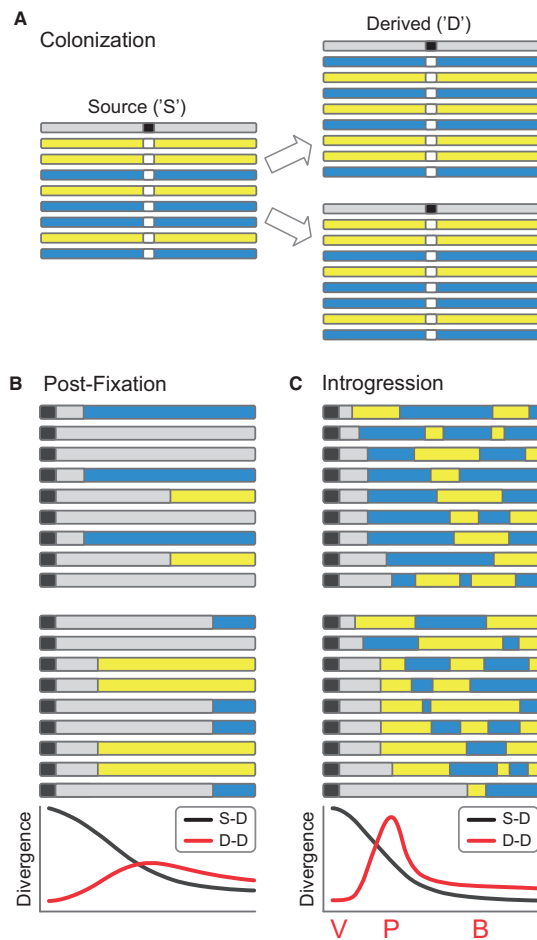 A
Colonization
Derived ('D')
Source ('S')
B Post-Fixation
C Introgression
Divergence
S-D
D-D
Divergence
S-D
D-D
V P B